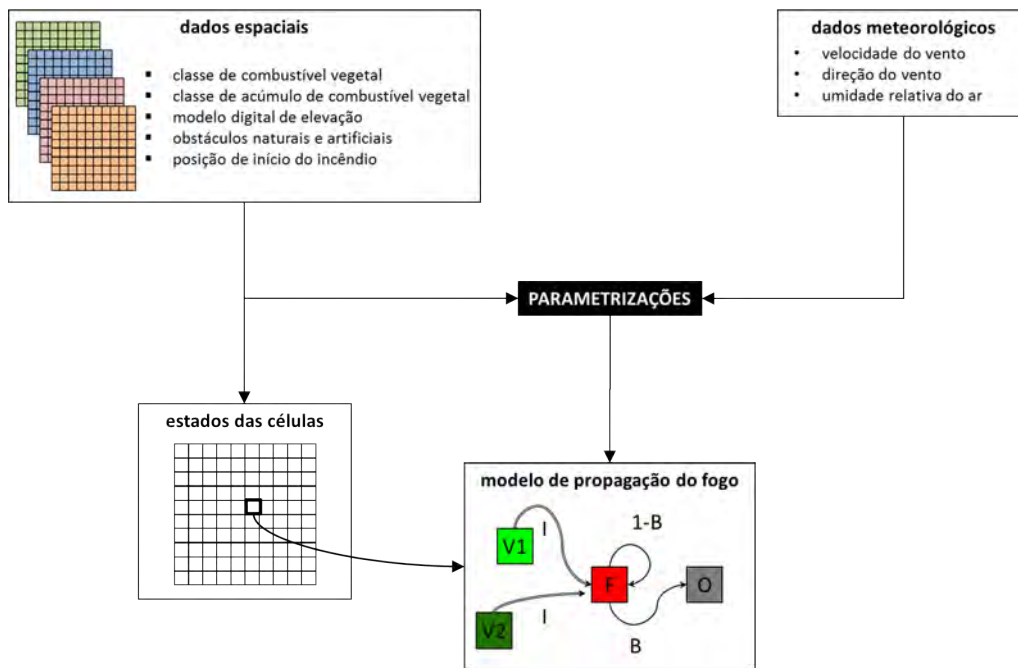 dados espaciais
classe de combustível vegetal
classe de acúmulo de combustível vegetal
modelo digital de elevação
obstáculos naturais e artificiais
posição de início do incêndio
dados meteorológicos
velocidade do vento
direção do vento
umidade relativa do ar
PARAMETRIZAÇÕES
estados das células
modelo de propagação do fogo
1-B
V1
I
F
O
V2
I
B